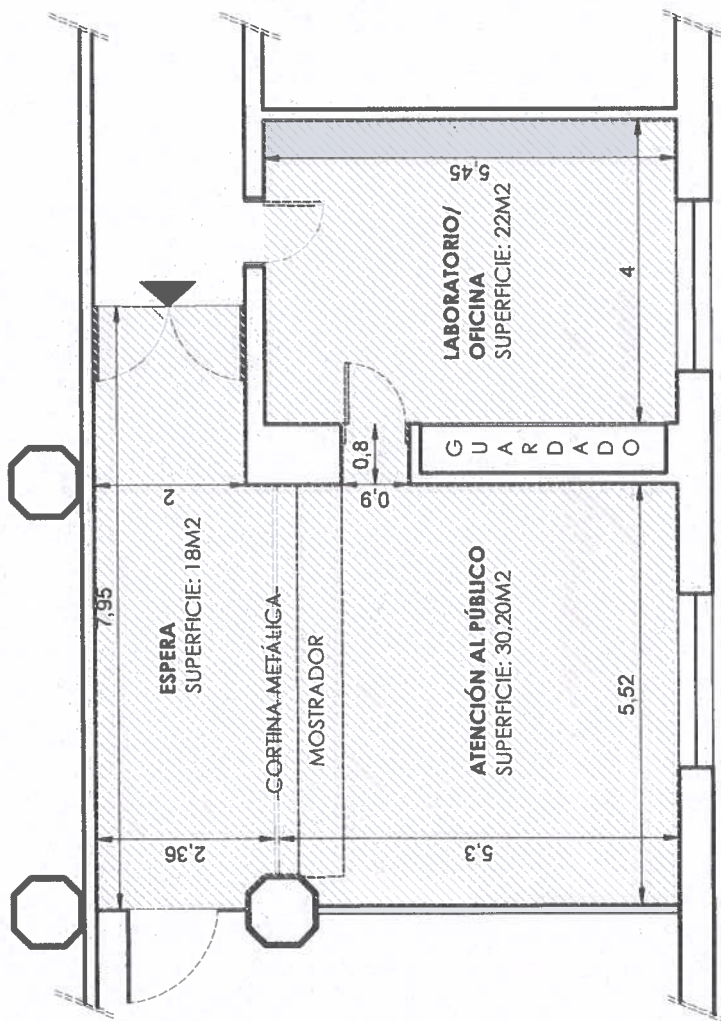 7,95
2
ESPERA
SUPERFICIE: 18M2
2,36
CORTINA METÁLICA
MOSTRADOR
0,8
0,9
G
U
A
R
D
A
D
O
5,45
LABORATORIO/
OFICINA
SUPERFICIE: 22M2
4
ATENCIÓN AL PÚBLICO
SUPERFICIE: 30,20M2
5,3
5,52